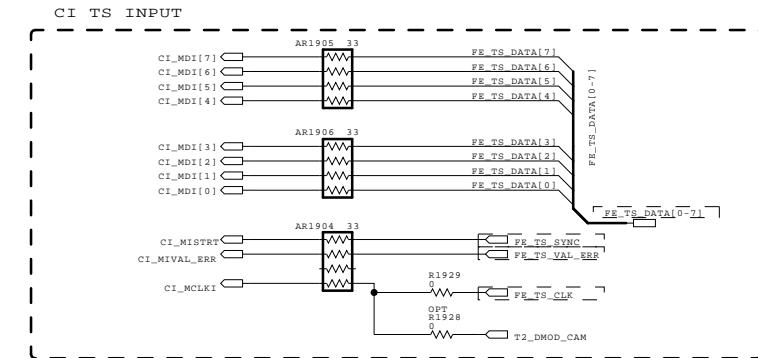 CI TS INPUT
AR1905 33
CI_MDI[7] FE_TS_DATA[7]
CI_MDI[6] FE_TS_DATA[6]
CI_MDI[5] FE_TS_DATA[5]
CI_MDI[4] FE_TS_DATA[4]
FE_TS_DATA[0-7]
AR1906 33
CI_MDI[3] FE_TS_DATA[3]
CI_MDI[2] FE_TS_DATA[2]
CI_MDI[1] FE_TS_DATA[1]
CI_MDI[0] FE_TS_DATA[0]
FE_TS_DATA[0-7]
AR1904 33
CI_MISTRT FE_TS_SYNC
CI_MIVAL_ERR FE_TS_VAL_ERR
R1929
0
CI_MCLKI FE_TS_CLK
OPT
R1928
0
T2_DMOD_CAM